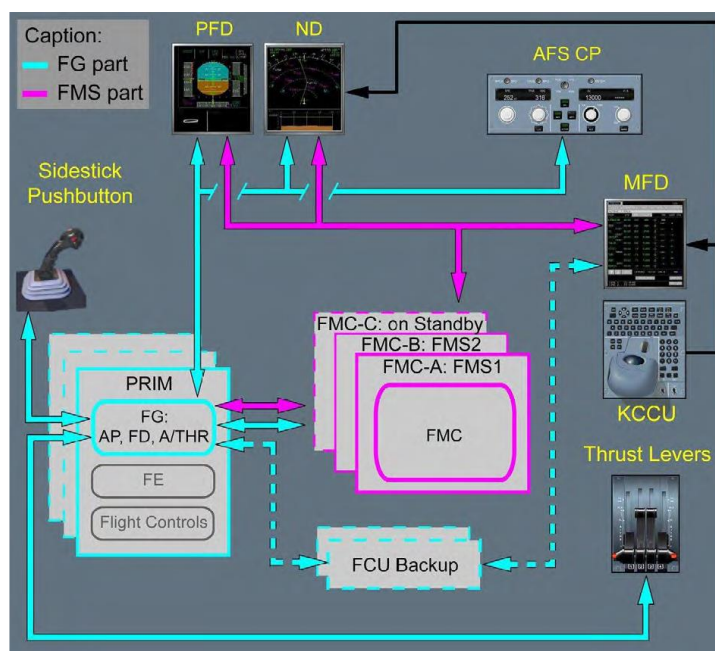 Caption:
FG part
FMS part
PFD
ND
AFS CP
Sidestick
Pushbutton
MFD
FMC-C: on Standby
FMC-B: FMS2
FMC-A: FMS1
FMC
KCCU
PRIM
FG:
AP, FD, A/THR
FE
Flight Controls
Thrust Levers
FCU Backup